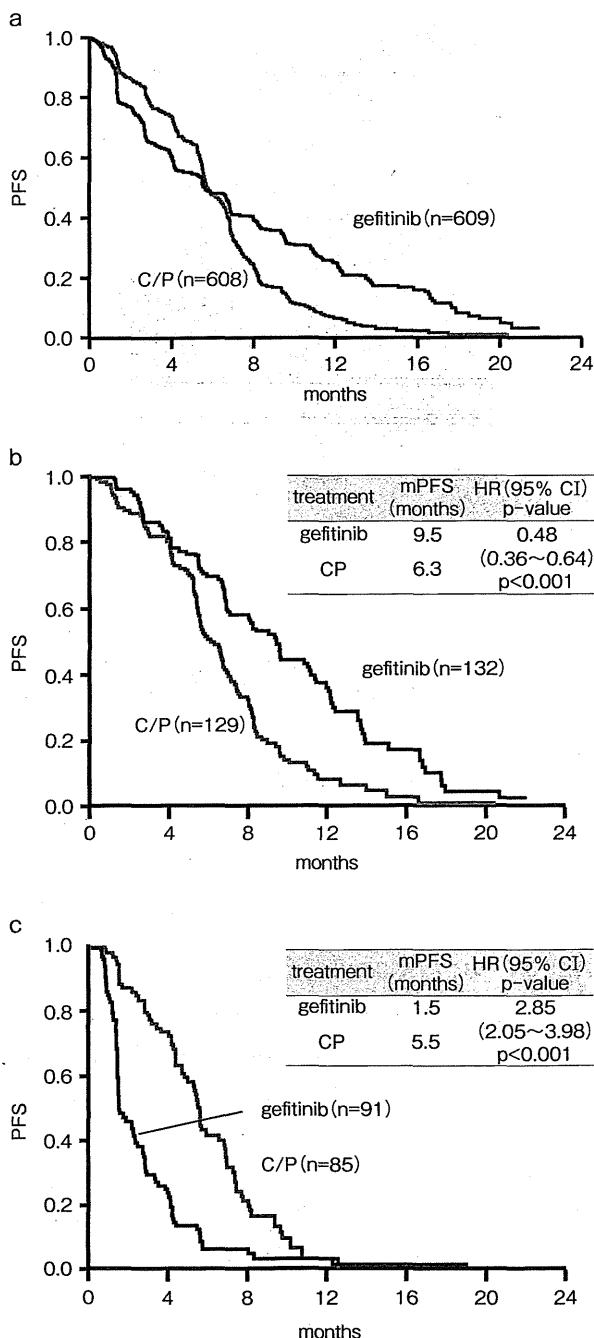 a
1.0
0.8
0.6
0.4
0.2
0.0
PFS
gefitinib(n=609)
C/P(n=608)
0 4 8 12 16 20 24
months
b
1.0
0.8
0.6
0.4
0.2
0.0
PFS
treatment mPFS (months) HR(95% CI) p-value
gefitinib 9.5 0.48
CP 6.3 (0.36~0.64)
p<0.001
gefitinib(n=132)
C/P(n=129)
0 4 8 12 16 20 24
months
c
1.0
0.8
0.6
0.4
0.2
0.0
PFS
treatment mPFS (months) HR(95% CI) p-value
gefitinib 1.5 2.85
CP 5.5 (2.05~3.98)
p<0.001
gefitinib(n=91)
C/P(n=85)
0 4 8 12 16 20 24
months